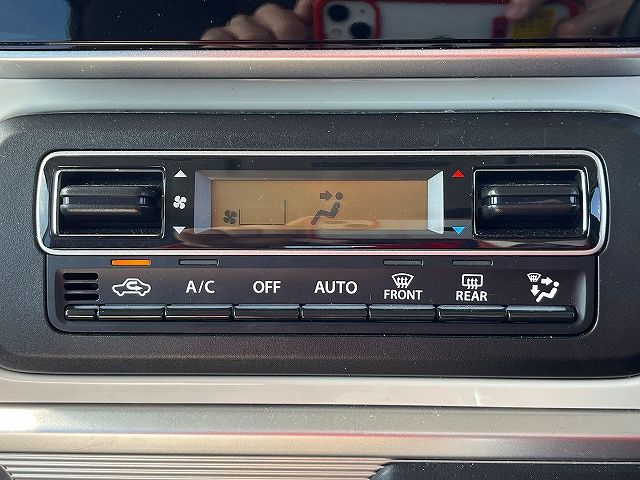 A/C OFF AUTO FRONT REAR